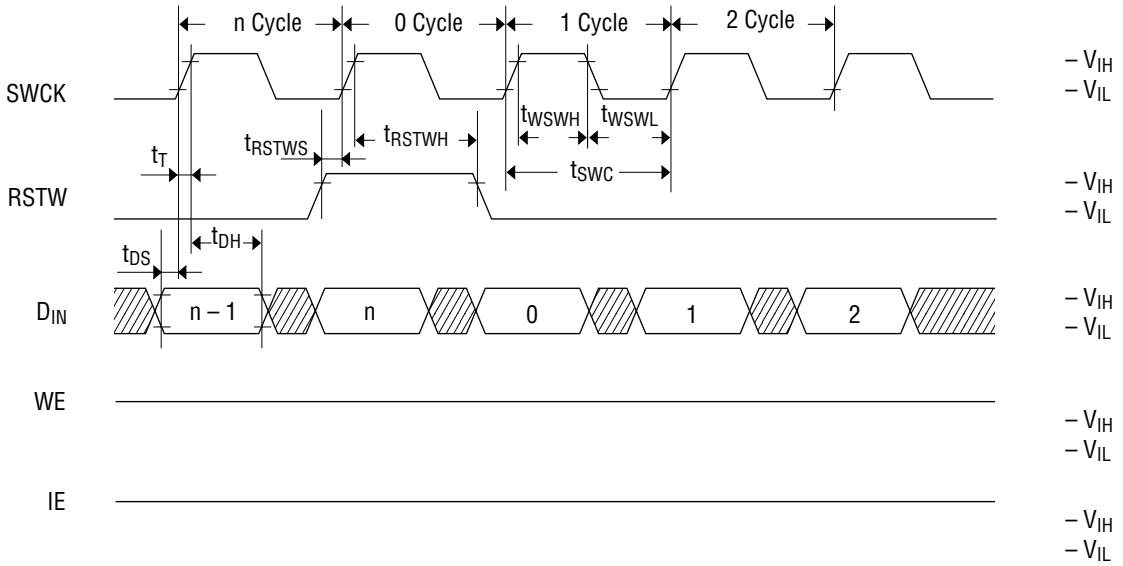 n Cycle 0 Cycle 1 Cycle 2 Cycle
SWCK
– VIH
– VIL
tWSWH tWSWL
tRSTWS tRSTWH
tT
tSWC
RSTW
– VIH
– VIL
tDH
tDS
DIN
n – 1 n 0 1 2
– VIH
– VIL
WE
– VIH
– VIL
IE
– VIH
– VIL